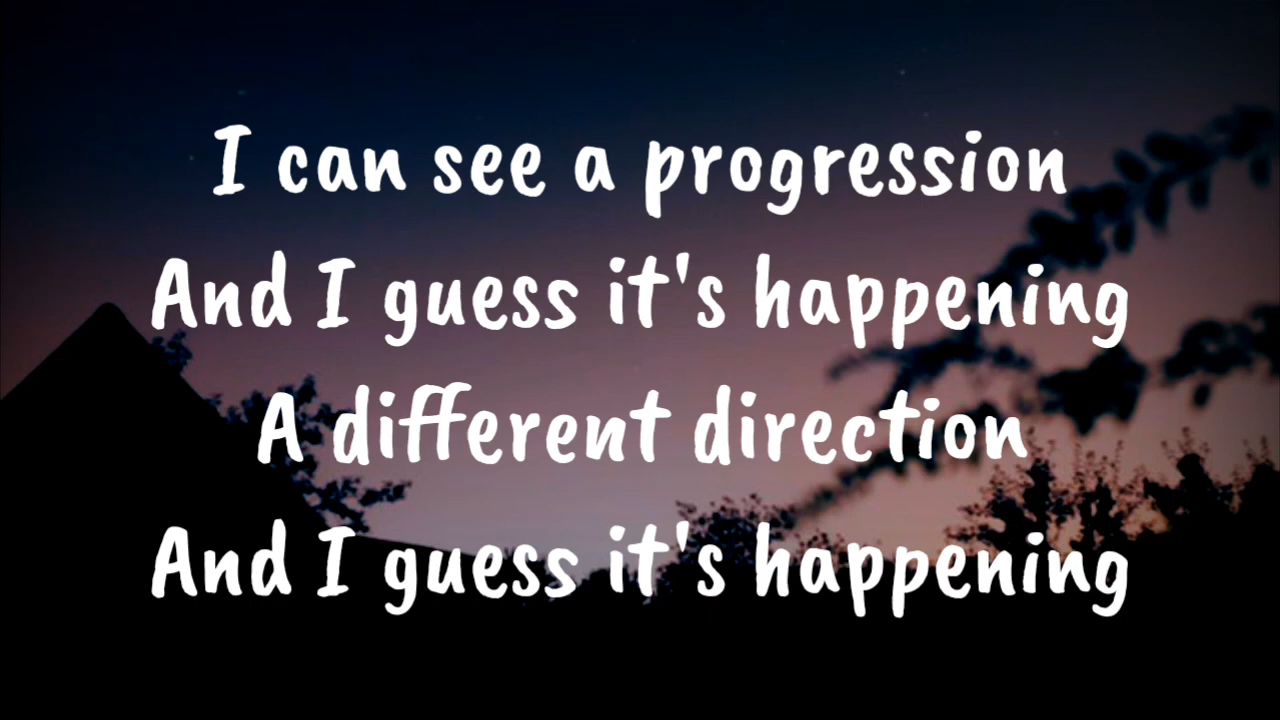 I can see a progression
And I guess it's happening
A different direction
And I guess it's happening